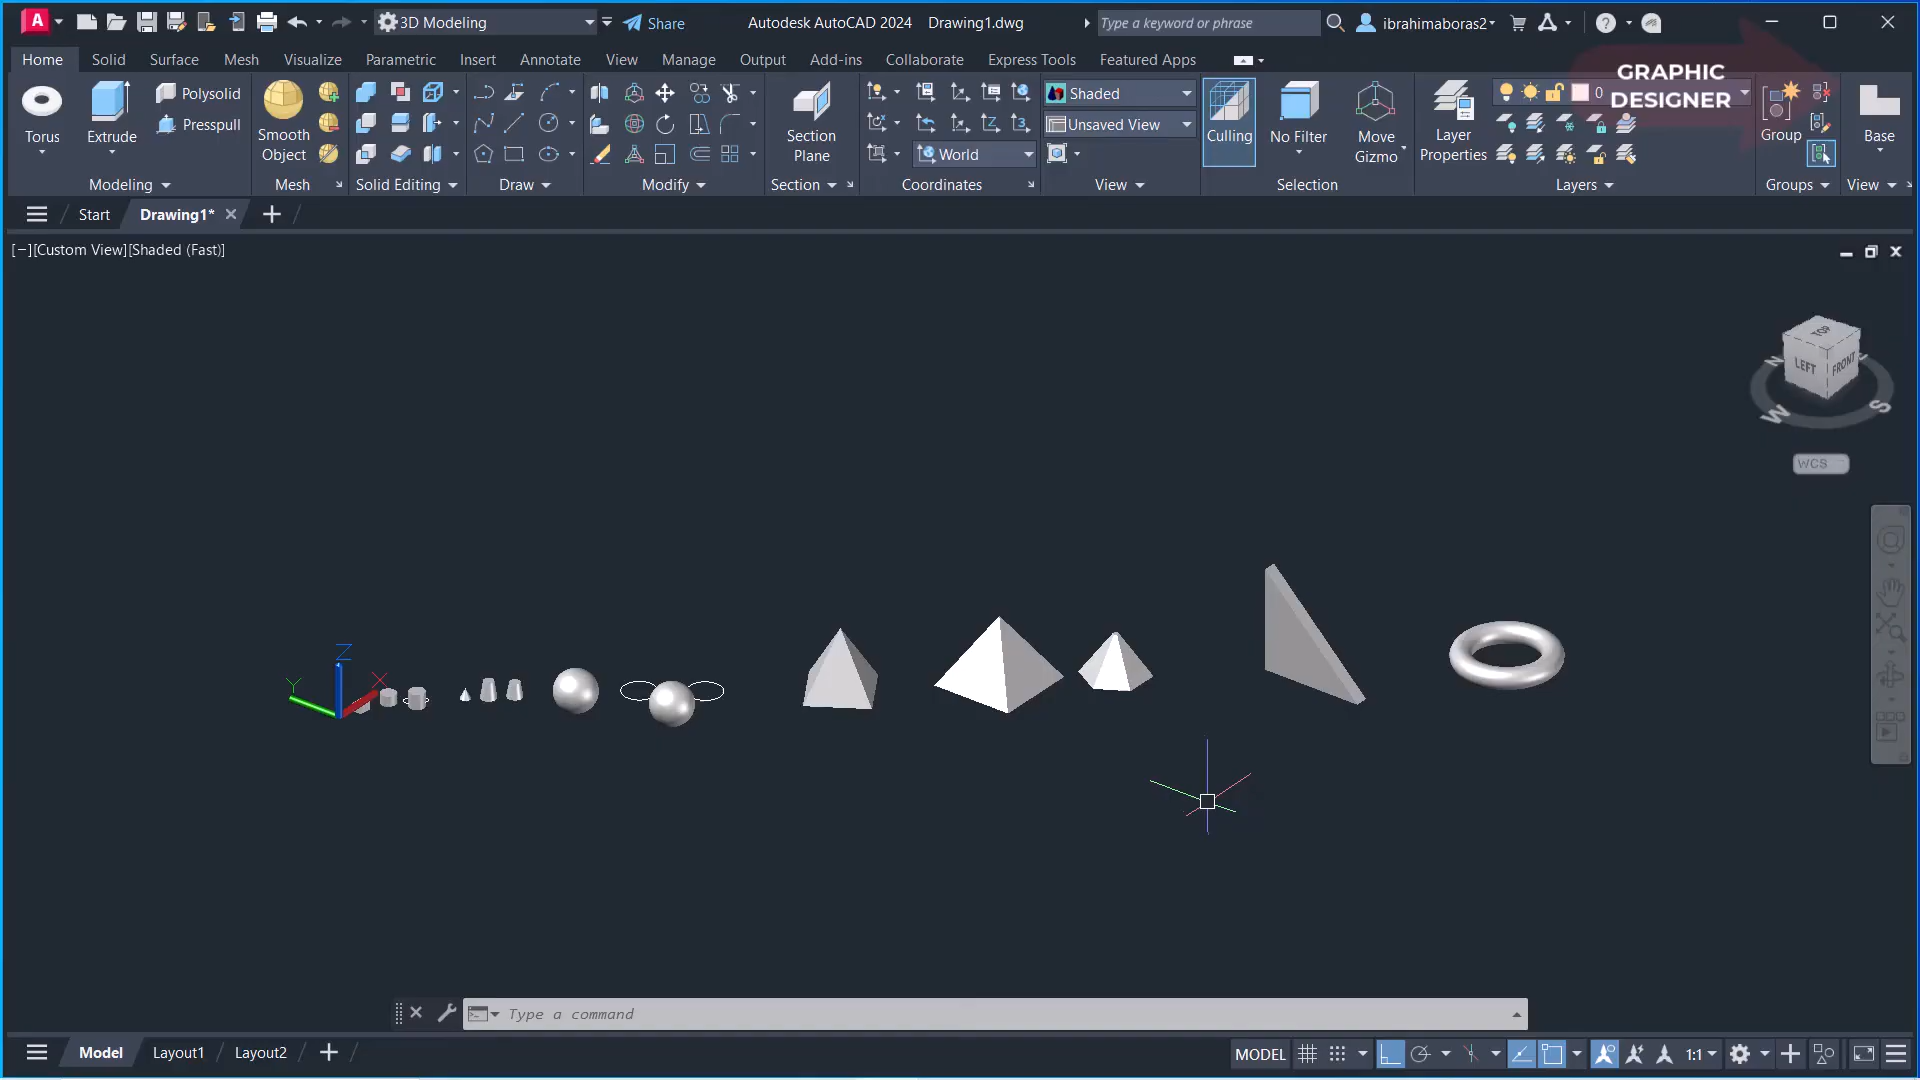 A 3D Modeling Share Autodesk AutoCAD 2024 Drawing1.dwg Type a keyword or phrase ibrahimaboras2
Home Solid Surface Mesh Visualize Parametric Insert Annotate View Manage Output Add-ins Collaborate Express Tools Featured Apps
GRAPHIC
DESIGNER
Torus
Extrude
Polysolid
Presspull
Smooth
Object
Section
Plane
World
Shaded
Unsaved View
Culling
No Filter
Move
Gizmo
Layer
Properties
0
Group
Base
Modeling Mesh Solid Editing Draw Modify Section Coordinates View Selection Layers Groups View
Start Drawing1*
[−][Custom View][Shaded (Fast)]
TOP
LEFT
FRONT
W
S
WCS
Z
Y
X
Type a command
Model Layout1 Layout2
MODEL 1:1